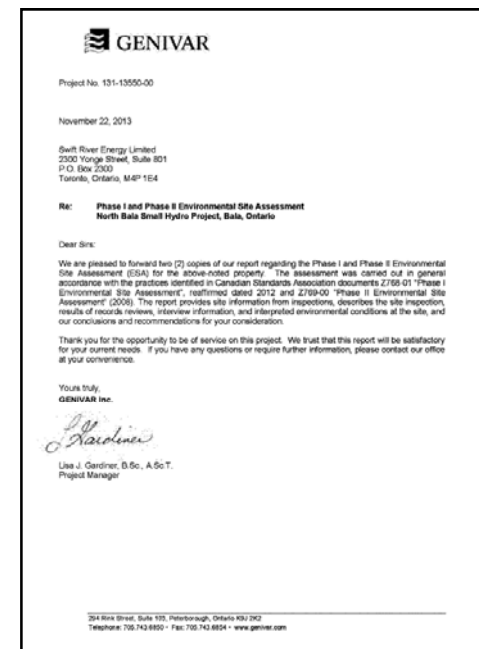 GENIVAR
Project No. 131-13550-00
November 22, 2013
Swift River Energy Limited
2300 Yonge Street, Suite 801
P.O. Box 2300
Toronto, Ontario, M4P 1E4
Re: Phase I and Phase II Environmental Site Assessment
North Bala Small Hydro Project, Bala, Ontario
Dear Sirs:
We are pleased to forward two (2) copies of our report regarding the Phase I and Phase II Environmental
Site Assessment (ESA) for the above-noted property. The assessment was carried out in general
accordance with the practices identified in Canadian Standards Association documents Z768-01 "Phase I
Environmental Site Assessment", reaffirmed dated 2012 and Z769-00 "Phase II Environmental Site
Assessment" (2008). The report provides site information from inspections, describes the site inspection,
results of records reviews, interview information, and interpreted environmental conditions at the site, and
our conclusions and recommendations for your consideration.
Thank you for the opportunity to be of service on this project. We trust that this report will be satisfactory
for your current needs. If you have any questions or require further information, please contact our office
at your convenience.
Yours truly,
GENIVAR Inc.
L Gardiner
Lisa J. Gardiner, B.Sc., A.Sc.T.
Project Manager
294 Rink Street, Suite 103, Peterborough, Ontario K9J 2K2
Telephone: 705.743.6850 • Fax: 705.743.6854 • www.genivar.com